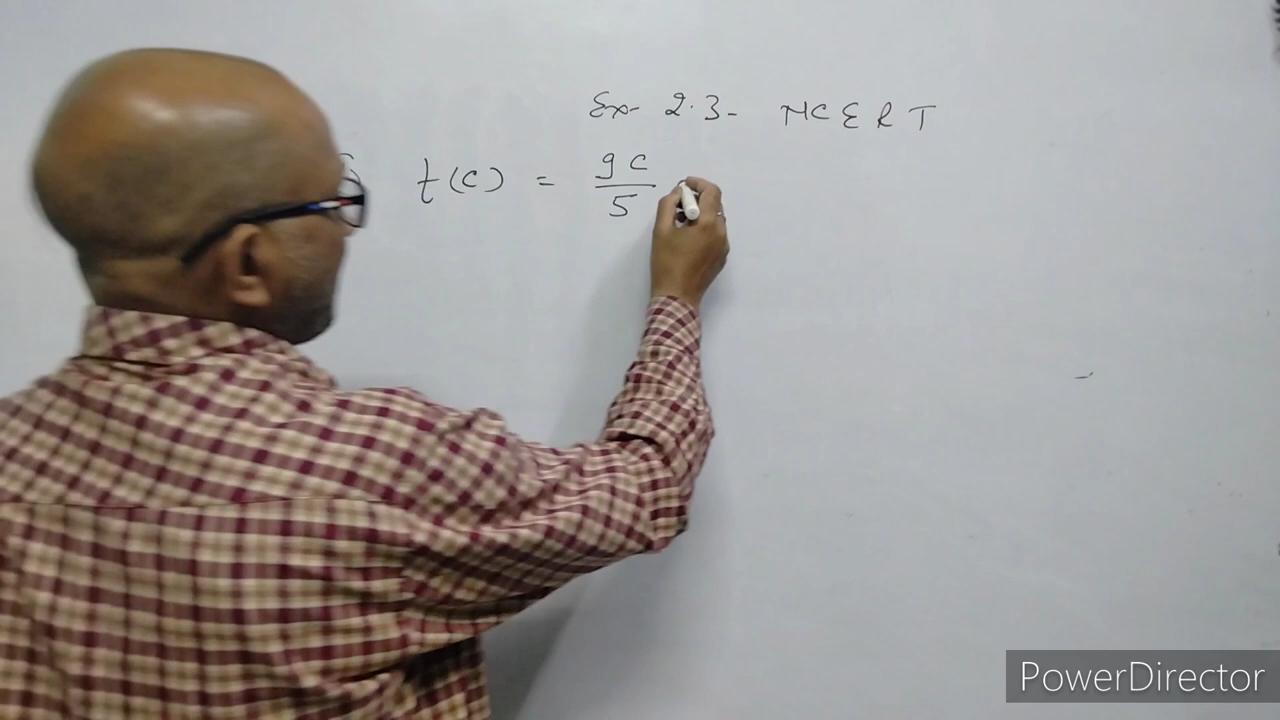 Ex- 2.3- NCERT
t(c) = 9c/5
PowerDirector